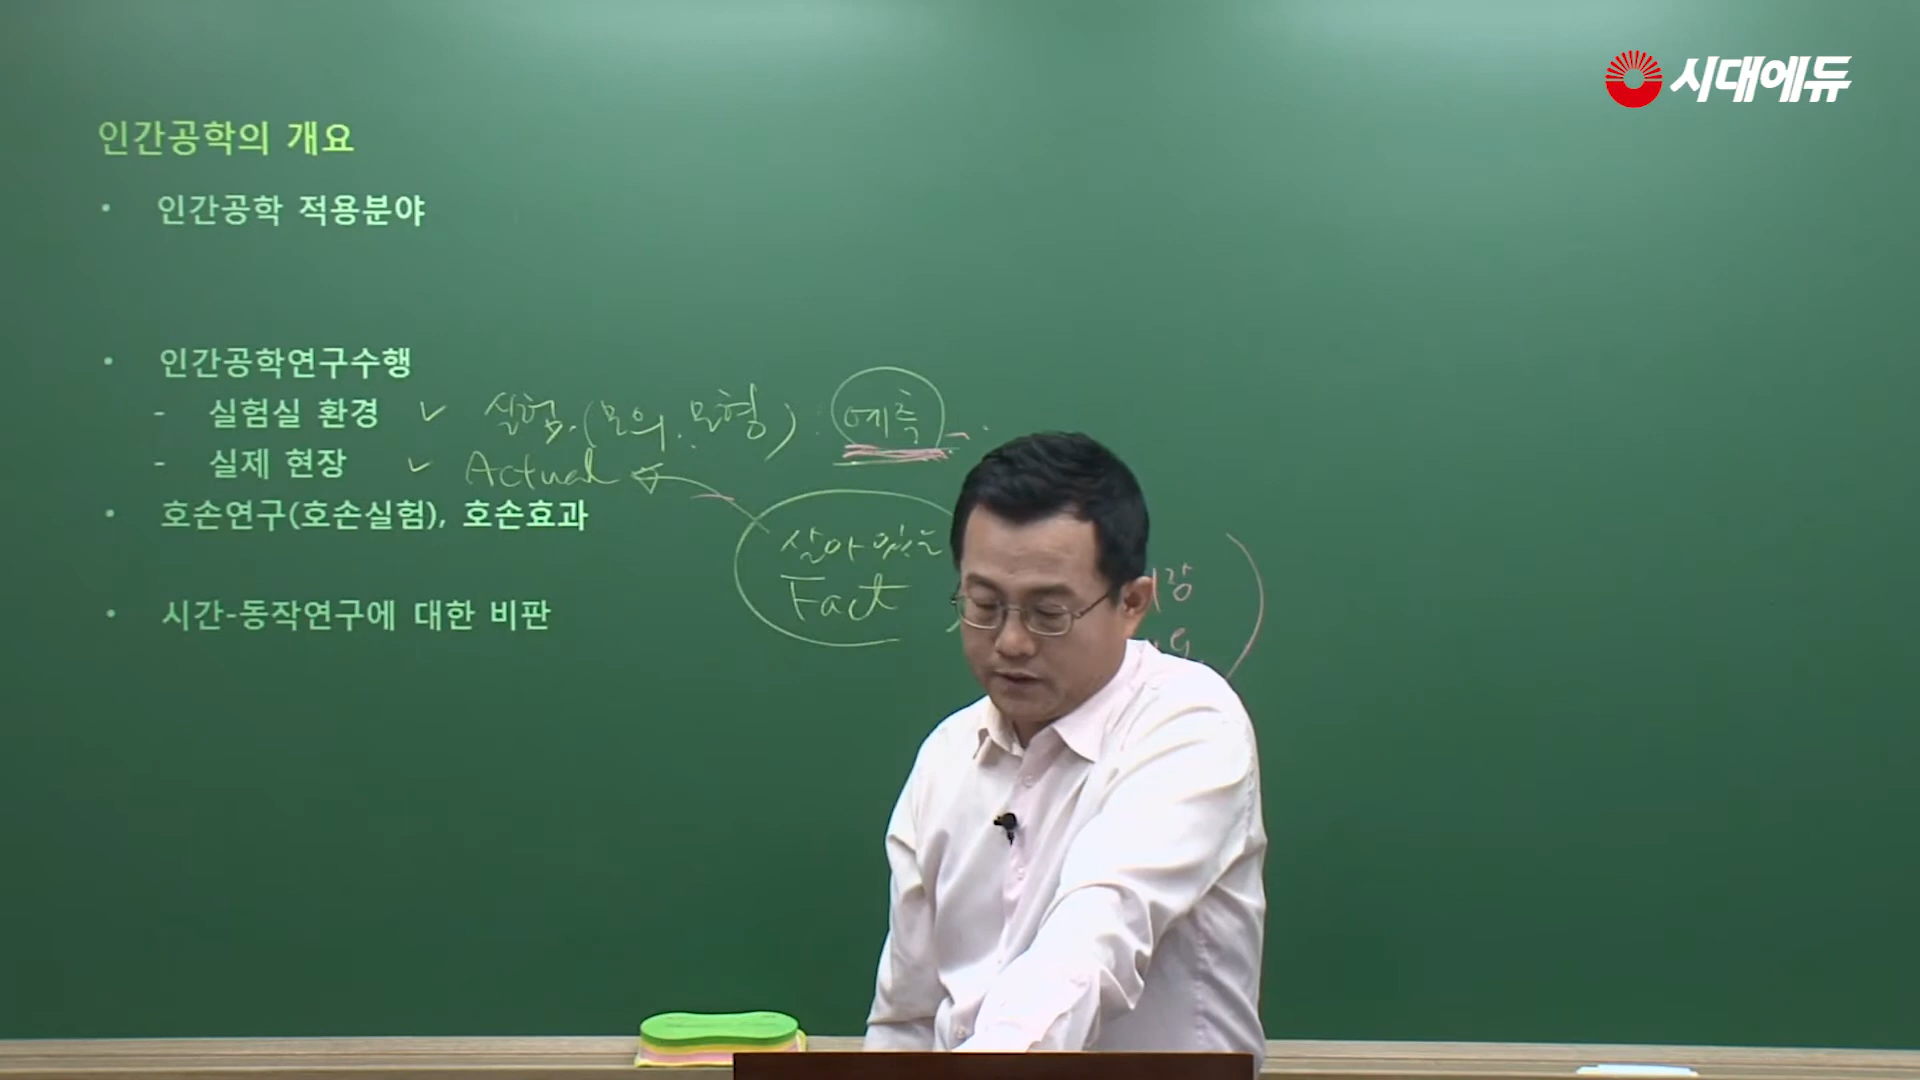 시대에듀
인간공학의 개요
• 인간공학 적용분야
• 인간공학연구수행
- 실험실 환경 ✓ 실험.(모의.모형) : 예측
- 실제 현장 ✓ Actual
• 호손연구(호손실험), 호손효과
살아있는
Fact
• 시간-동작연구에 대한 비판